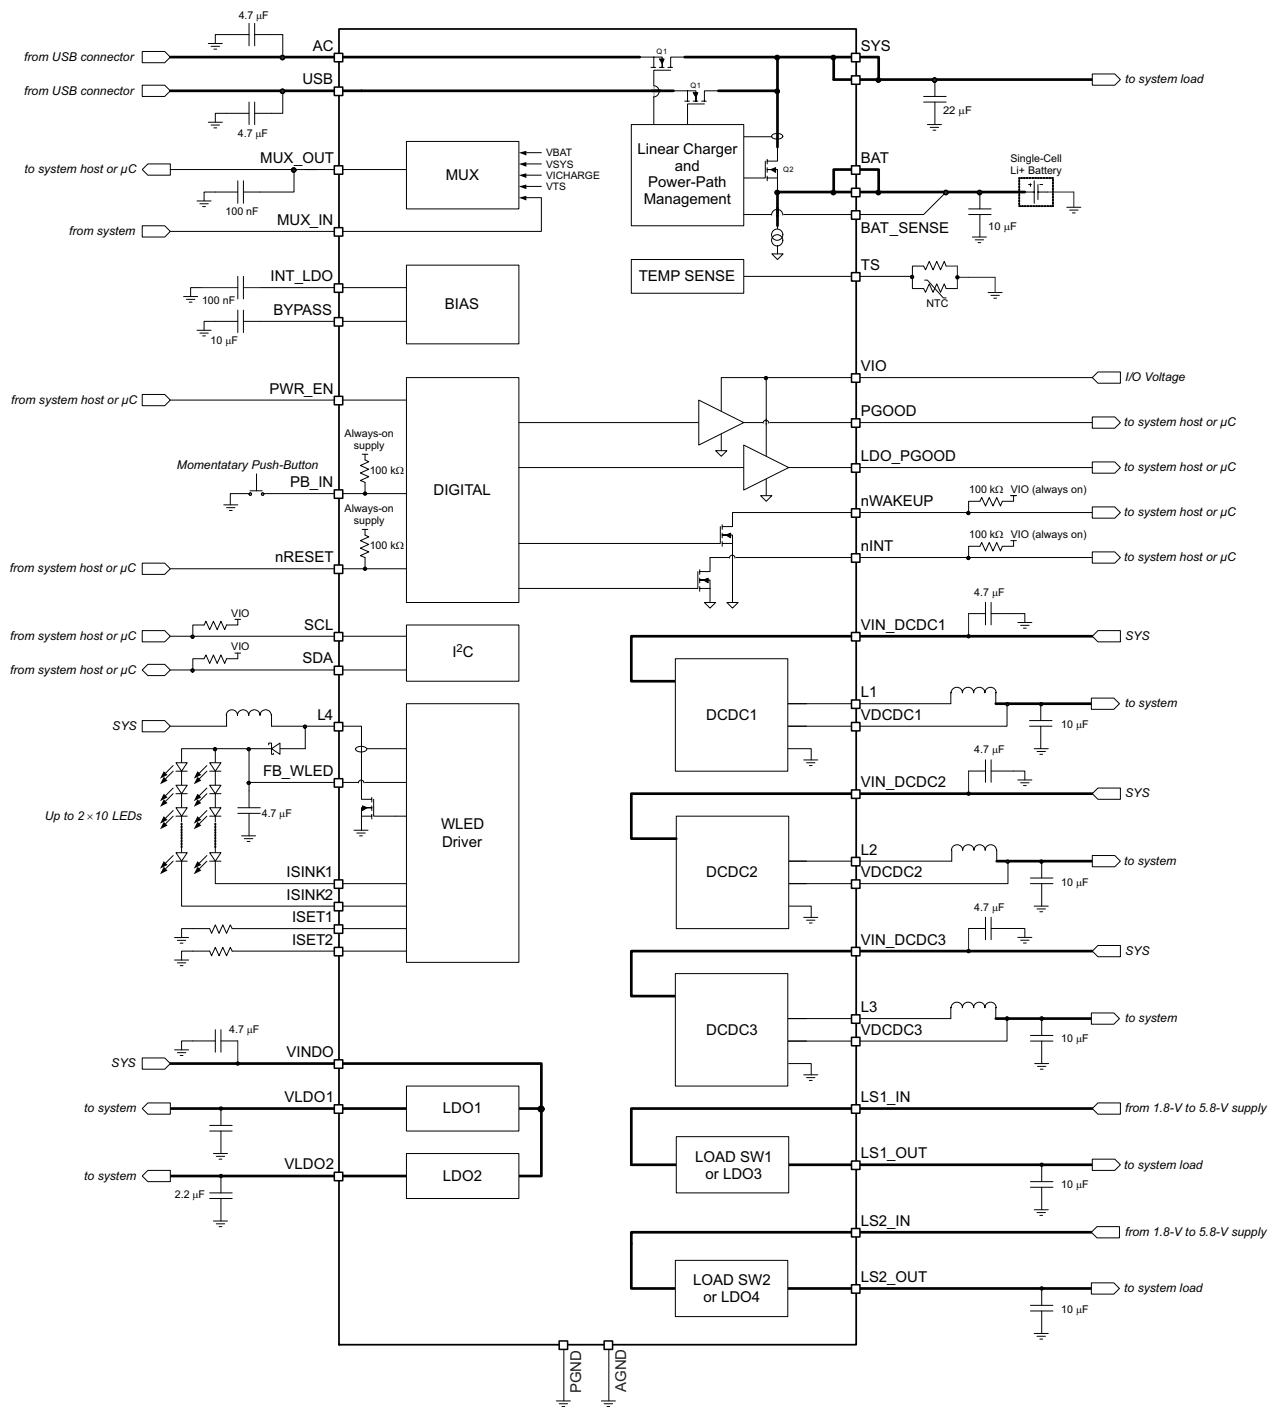 4.7 μF
AC
from USB connector
Q1
SYS
to system load
22 μF
USB
from USB connector
Q1
4.7 μF
MUX_OUT
to system host or μC
100 nF
MUX_IN
from system
MUX
VBAT
VSYS
VICHARGE
VTS
Linear Charger
and
Power-Path
Management
Q2
BAT
Single-Cell
Li+ Battery
+
-
10 μF
BAT_SENSE
INT_LDO
100 nF
BYPASS
10 μF
BIAS
TEMP SENSE
TS
NTC
VIO
I/O Voltage
PWR_EN
from system host or μC
PGOOD
to system host or μC
Always-on
supply
100 kΩ
Momentatary Push-Button
PB_IN
DIGITAL
LDO_PGOOD
to system host or μC
nWAKEUP
100 kΩ
VIO (always on)
to system host or μC
Always-on
supply
100 kΩ
nRESET
from system host or μC
nINT
100 kΩ
VIO (always on)
to system host or μC
VIO
SCL
from system host or μC
VIO
SDA
from system host or μC
I²C
4.7 μF
VIN_DCDC1
SYS
DCDC1
L1
to system
VDCDC1
10 μF
SYS
L4
FB_WLED
4.7 μF
Up to 2 × 10 LEDs
WLED
Driver
ISINK1
ISINK2
ISET1
ISET2
4.7 μF
VIN_DCDC2
SYS
DCDC2
L2
to system
VDCDC2
10 μF
4.7 μF
VIN_DCDC3
SYS
DCDC3
L3
to system
VDCDC3
10 μF
4.7 μF
VINDO
SYS
VLDO1
to system
LDO1
VLDO2
to system
2.2 μF
LDO2
LS1_IN
from 1.8-V to 5.8-V supply
LOAD SW1
or LDO3
LS1_OUT
to system load
10 μF
LS2_IN
from 1.8-V to 5.8-V supply
LOAD SW2
or LDO4
LS2_OUT
to system load
10 μF
PGND
AGND